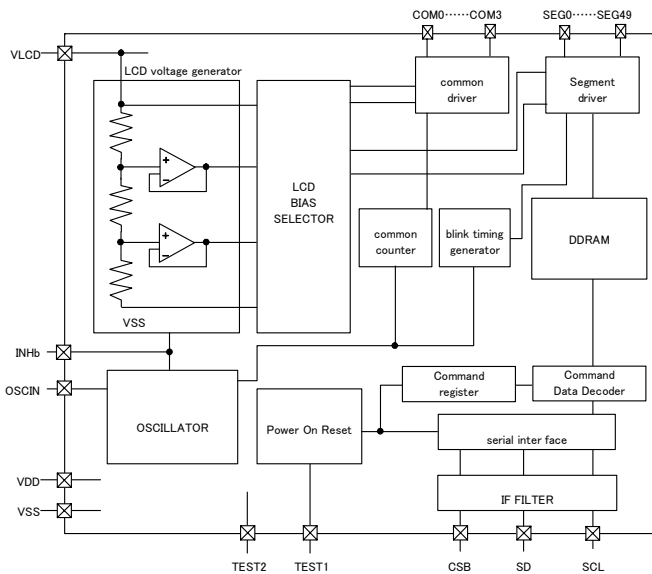 COM0……COM3
SEG0……SEG49
VLCD
LCD voltage generator
common
driver
Segment
driver
+
−
LCD
BIAS
SELECTOR
+
−
common
counter
blink timing
generator
DDRAM
VSS
INHb
OSCIN
OSCILLATOR
Power On Reset
Command
register
Command
Data Decoder
serial inter face
IF FILTER
VDD
VSS
TEST2
TEST1
CSB
SD
SCL